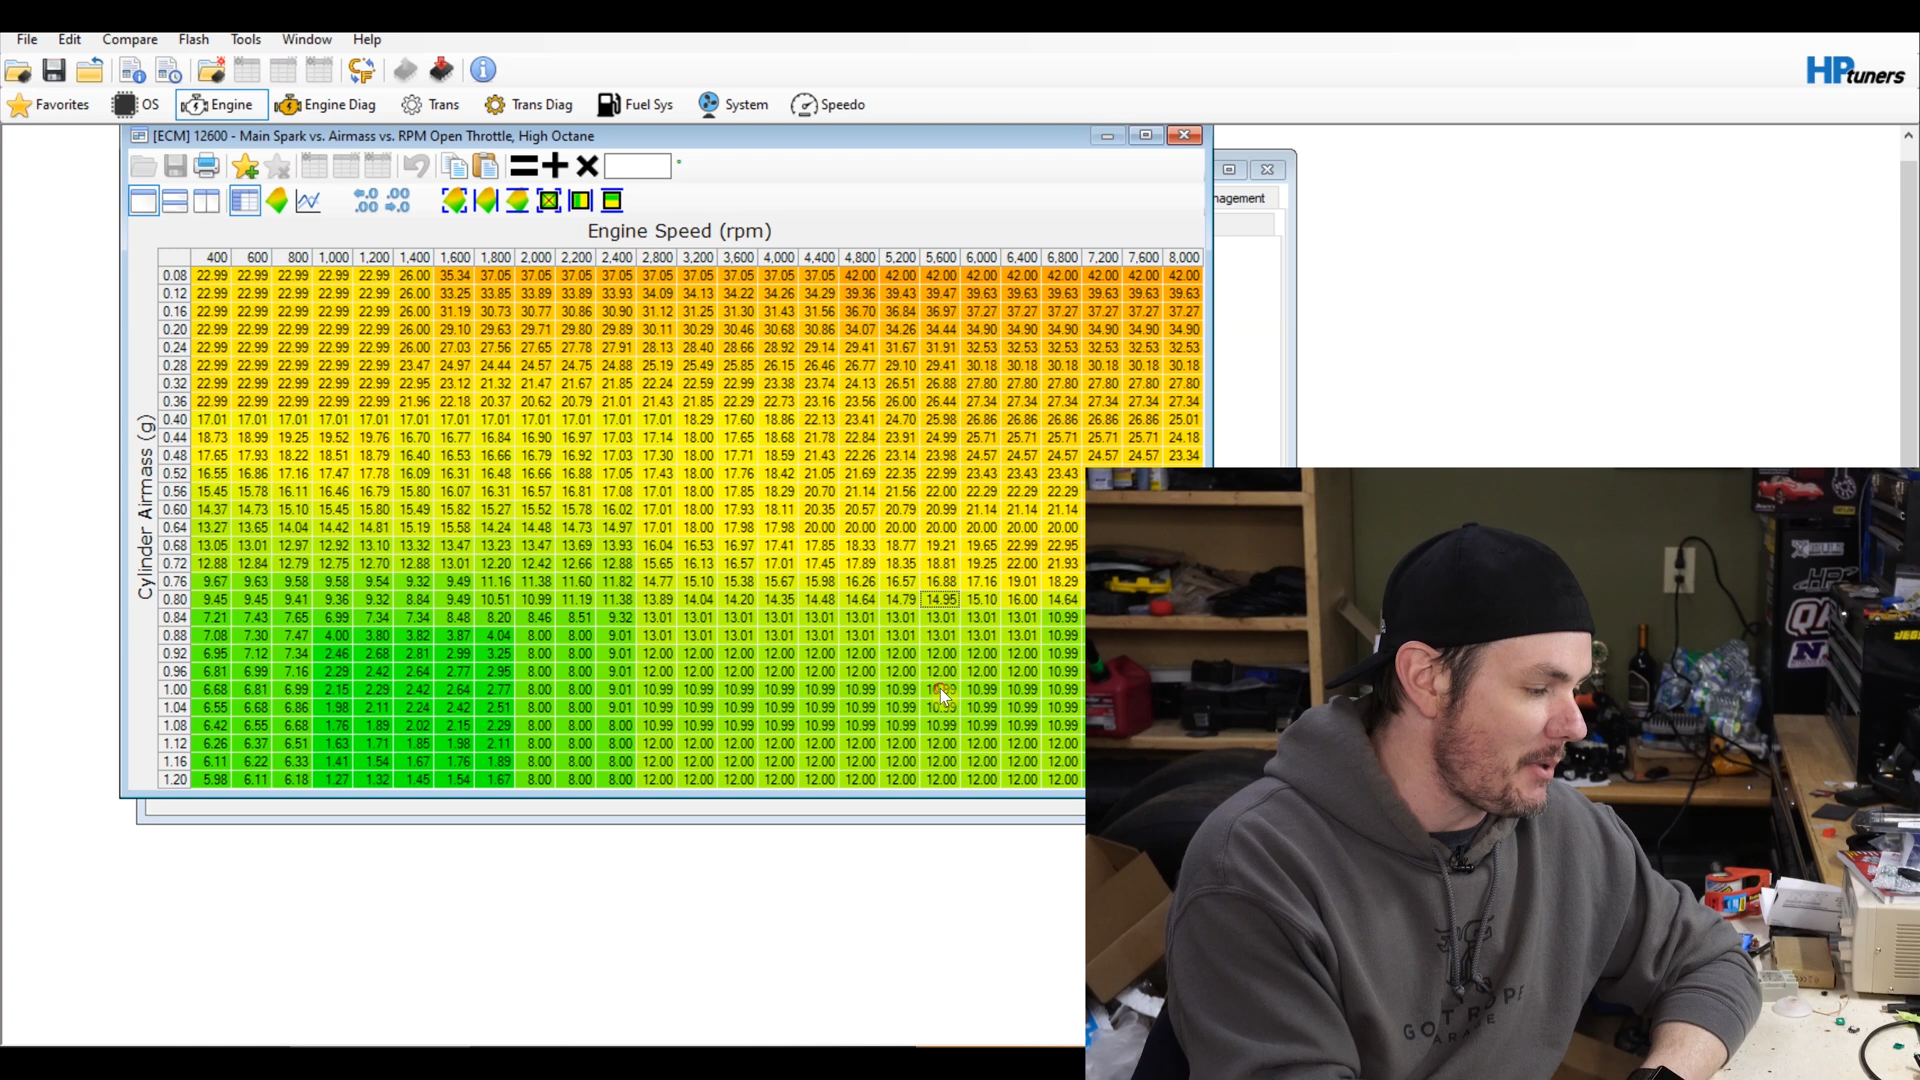 File Edit Compare Flash Tools Window Help
HPtuners
Favorites OS Engine Engine Diag Trans Trans Diag Fuel Sys System Speedo
[ECM] 12600 - Main Spark vs. Airmass vs. RPM Open Throttle, High Octane
nagement
Engine Speed (rpm)
400 600 800 1,000 1,200 1,400 1,600 1,800 2,000 2,200 2,400 2,800 3,200 3,600 4,000 4,400 4,800 5,200 5,600 6,000 6,400 6,800 7,200 7,600 8,000
Cylinder Airmass (g)
0.08 22.99 22.99 22.99 22.99 22.99 26.00 35.34 37.05 37.05 37.05 37.05 37.05 37.05 37.05 37.05 37.05 42.00 42.00 42.00 42.00 42.00 42.00 42.00 42.00 42.00
0.12 22.99 22.99 22.99 22.99 22.99 26.00 33.25 33.85 33.89 33.89 33.93 34.09 34.13 34.22 34.26 34.29 39.36 39.43 39.47 39.63 39.63 39.63 39.63 39.63 39.63
0.16 22.99 22.99 22.99 22.99 22.99 26.00 31.19 30.73 30.77 30.86 30.90 31.12 31.25 31.30 31.43 31.56 36.70 36.84 36.97 37.27 37.27 37.27 37.27 37.27 37.27
0.20 22.99 22.99 22.99 22.99 22.99 26.00 29.10 29.63 29.71 29.80 29.89 30.11 30.29 30.46 30.68 30.86 34.07 34.26 34.44 34.90 34.90 34.90 34.90 34.90 34.90
0.24 22.99 22.99 22.99 22.99 22.99 26.00 27.03 27.56 27.65 27.78 27.91 28.13 28.40 28.66 28.92 29.14 29.41 31.67 31.91 32.53 32.53 32.53 32.53 32.53 32.53
0.28 22.99 22.99 22.99 22.99 22.99 23.47 24.97 24.44 24.57 24.75 24.88 25.19 25.49 25.85 26.15 26.46 26.77 29.10 29.41 30.18 30.18 30.18 30.18 30.18 30.18
0.32 22.99 22.99 22.99 22.99 22.99 22.95 23.12 21.32 21.47 21.67 21.85 22.24 22.59 22.99 23.38 23.74 24.13 26.51 26.88 27.80 27.80 27.80 27.80 27.80 27.80
0.36 22.99 22.99 22.99 22.99 22.99 21.96 22.18 20.37 20.62 20.79 21.01 21.43 21.85 22.29 22.73 23.16 23.56 26.00 26.44 27.34 27.34 27.34 27.34 27.34 27.34
0.40 17.01 17.01 17.01 17.01 17.01 17.01 17.01 17.01 17.01 17.01 17.01 17.01 18.29 17.60 18.86 22.13 23.41 24.70 25.98 26.86 26.86 26.86 26.86 26.86 25.01
0.44 18.73 18.99 19.25 19.52 19.76 16.70 16.77 16.84 16.90 16.97 17.03 17.14 18.00 17.65 18.68 21.78 22.84 23.91 24.99 25.71 25.71 25.71 25.71 25.71 24.18
0.48 17.65 17.93 18.22 18.51 18.79 16.40 16.53 16.66 16.79 16.92 17.03 17.30 18.00 17.71 18.59 21.43 22.26 23.14 23.98 24.57 24.57 24.57 24.57 24.57 23.34
0.52 16.55 16.86 17.16 17.47 17.78 16.09 16.31 16.48 16.66 16.88 17.05 17.43 18.00 17.76 18.42 21.05 21.69 22.35 22.99 23.43 23.43 23.43
0.56 15.45 15.78 16.11 16.46 16.79 15.80 16.07 16.31 16.57 16.81 17.08 17.01 18.00 17.85 18.29 20.70 21.14 21.56 22.00 22.29 22.29 22.29
0.60 14.37 14.73 15.10 15.45 15.80 15.49 15.82 15.27 15.52 15.78 16.02 17.01 18.00 17.93 18.11 20.35 20.57 20.79 20.99 21.14 21.14 21.14
0.64 13.27 13.65 14.04 14.42 14.81 15.19 15.58 14.24 14.48 14.73 14.97 17.01 18.00 17.98 17.98 20.00 20.00 20.00 20.00 20.00 20.00 20.00
0.68 13.05 13.01 12.97 12.92 13.10 13.32 13.47 13.23 13.47 13.69 13.93 16.04 16.53 16.97 17.41 17.85 18.33 18.77 19.21 19.65 22.99 22.95
0.72 12.88 12.84 12.79 12.75 12.70 12.88 13.01 12.20 12.42 12.66 12.88 15.65 16.13 16.57 17.01 17.45 17.89 18.35 18.81 19.25 22.00 21.93
0.76 9.67 9.63 9.58 9.58 9.54 9.32 9.49 11.16 11.38 11.60 11.82 14.77 15.10 15.38 15.67 15.98 16.26 16.57 16.88 17.16 19.01 18.29
0.80 9.45 9.45 9.41 9.36 9.32 8.84 9.49 10.51 10.99 11.19 11.38 13.89 14.04 14.20 14.35 14.48 14.64 14.79 14.95 15.10 16.00 14.64
0.84 7.21 7.43 7.65 6.99 7.34 7.34 8.48 8.20 8.46 8.51 9.32 13.01 13.01 13.01 13.01 13.01 13.01 13.01 13.01 13.01 13.01 10.99
0.88 7.08 7.30 7.47 4.00 3.80 3.82 3.87 4.04 8.00 8.00 9.01 13.01 13.01 13.01 13.01 13.01 13.01 13.01 13.01 13.01 13.01 10.99
0.92 6.95 7.12 7.34 2.46 2.68 2.81 2.99 3.25 8.00 8.00 9.01 12.00 12.00 12.00 12.00 12.00 12.00 12.00 12.00 12.00 12.00 10.99
0.96 6.81 6.99 7.16 2.29 2.42 2.64 2.77 2.95 8.00 8.00 9.01 12.00 12.00 12.00 12.00 12.00 12.00 12.00 12.00 12.00 12.00 10.99
1.00 6.68 6.81 6.99 2.15 2.29 2.42 2.64 2.77 8.00 8.00 9.01 10.99 10.99 10.99 10.99 10.99 10.99 10.99 10.99 10.99 10.99
1.04 6.55 6.68 6.86 1.98 2.11 2.24 2.42 2.51 8.00 8.00 9.01 10.99 10.99 10.99 10.99 10.99 10.99 10.99 10.99 10.99 10.99 10.99
1.08 6.42 6.55 6.68 1.76 1.89 2.02 2.15 2.29 8.00 8.00 8.00 10.99 10.99 10.99 10.99 10.99 10.99 10.99 10.99 10.99 10.99 10.99
1.12 6.26 6.37 6.51 1.63 1.71 1.85 1.98 2.11 8.00 8.00 8.00 12.00 12.00 12.00 12.00 12.00 12.00 12.00 12.00 12.00 12.00 12.00
1.16 6.11 6.22 6.33 1.41 1.54 1.67 1.76 1.89 8.00 8.00 8.00 12.00 12.00 12.00 12.00 12.00 12.00 12.00 12.00 12.00 12.00 12.00
1.20 5.98 6.11 6.18 1.27 1.32 1.45 1.54 1.67 8.00 8.00 8.00 12.00 12.00 12.00 12.00 12.00 12.00 12.00 12.00 12.00 12.00 12.00